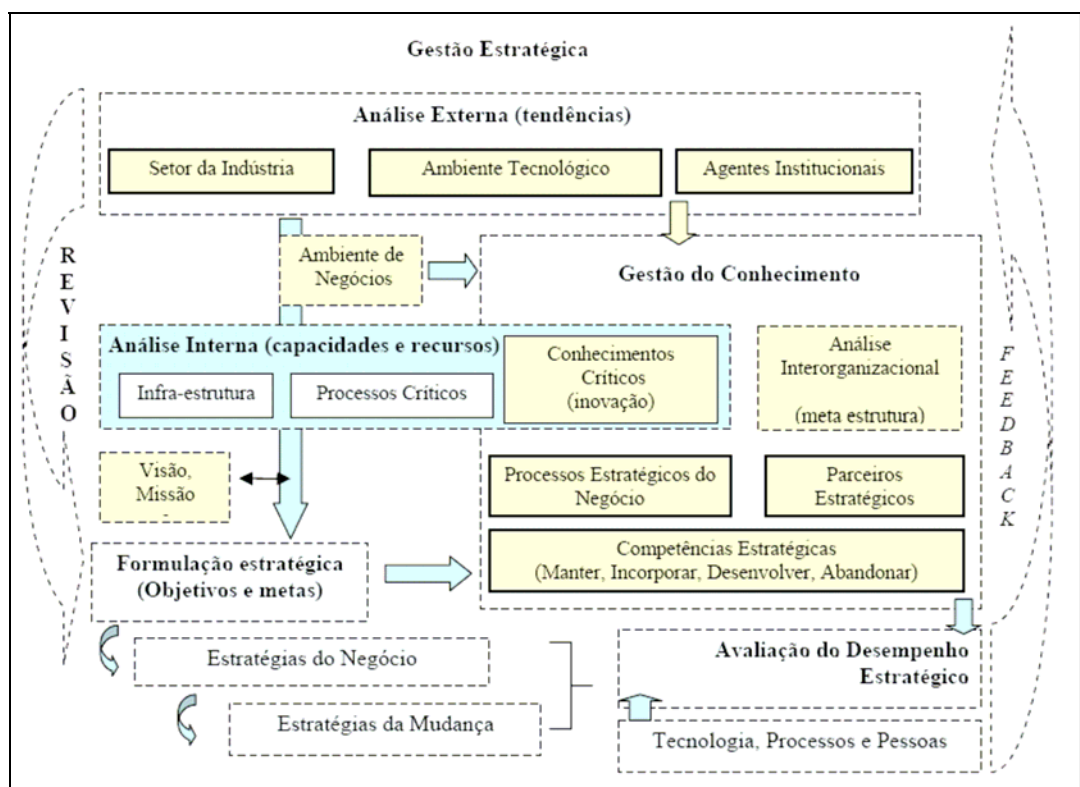 Gestão Estratégica
Análise Externa (tendências)
Setor da Indústria
Ambiente Tecnológico
Agentes Institucionais
REVISÃO
Ambiente de
Negócios
Gestão do Conhecimento
Análise Interna (capacidades e recursos)
Infra-estrutura
Processos Críticos
Conhecimentos
Críticos
(inovação)
Análise
Interorganizacional
(meta estrutura)
FEEDBACK
Visão,
Missão
-
Processos Estratégicos do
Negócio
Parceiros
Estratégicos
Competências Estratégicas
(Manter, Incorporar, Desenvolver, Abandonar)
Formulação estratégica
(Objetivos e metas)
Estratégias do Negócio
Estratégias da Mudança
Avaliação do Desempenho
Estratégico
Tecnologia, Processos e Pessoas